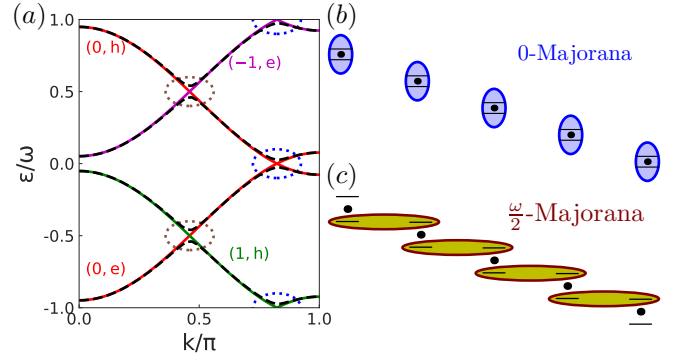 (a)
1.0
0.5
0.0
-0.5
-1.0
ε/ω
0.0
0.5
1.0
k/π
(0, h)
(−1, e)
(0, e)
(1, h)
(b)
0-Majorana
(c)
ω/2-Majorana